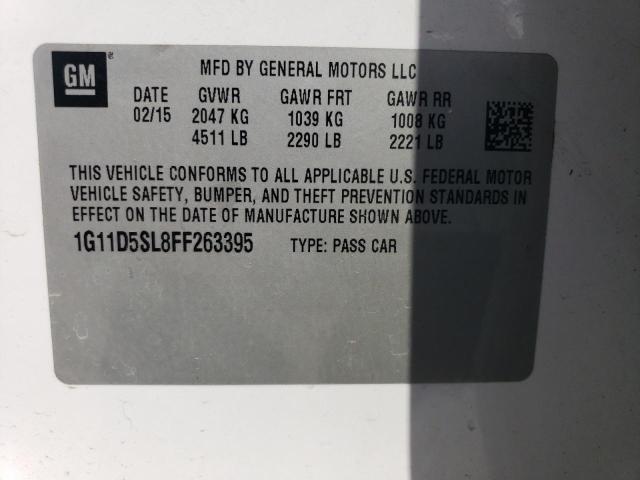 GM
MFD BY GENERAL MOTORS LLC
DATE GVWR GAWR FRT GAWR RR
02/15 2047 KG 1039 KG 1008 KG
4511 LB 2290 LB 2221 LB
THIS VEHICLE CONFORMS TO ALL APPLICABLE U.S. FEDERAL MOTOR
VEHICLE SAFETY, BUMPER, AND THEFT PREVENTION STANDARDS IN
EFFECT ON THE DATE OF MANUFACTURE SHOWN ABOVE.
1G11D5SL8FF263395 TYPE: PASS CAR